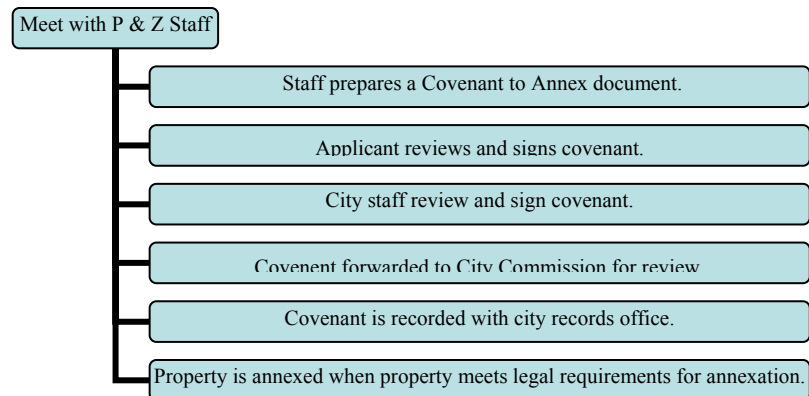 Meet with P & Z Staff
Staff prepares a Covenant to Annex document.
Applicant reviews and signs covenant.
City staff review and sign covenant.
Covenent forwarded to City Commission for review
Covenant is recorded with city records office.
Property is annexed when property meets legal requirements for annexation.